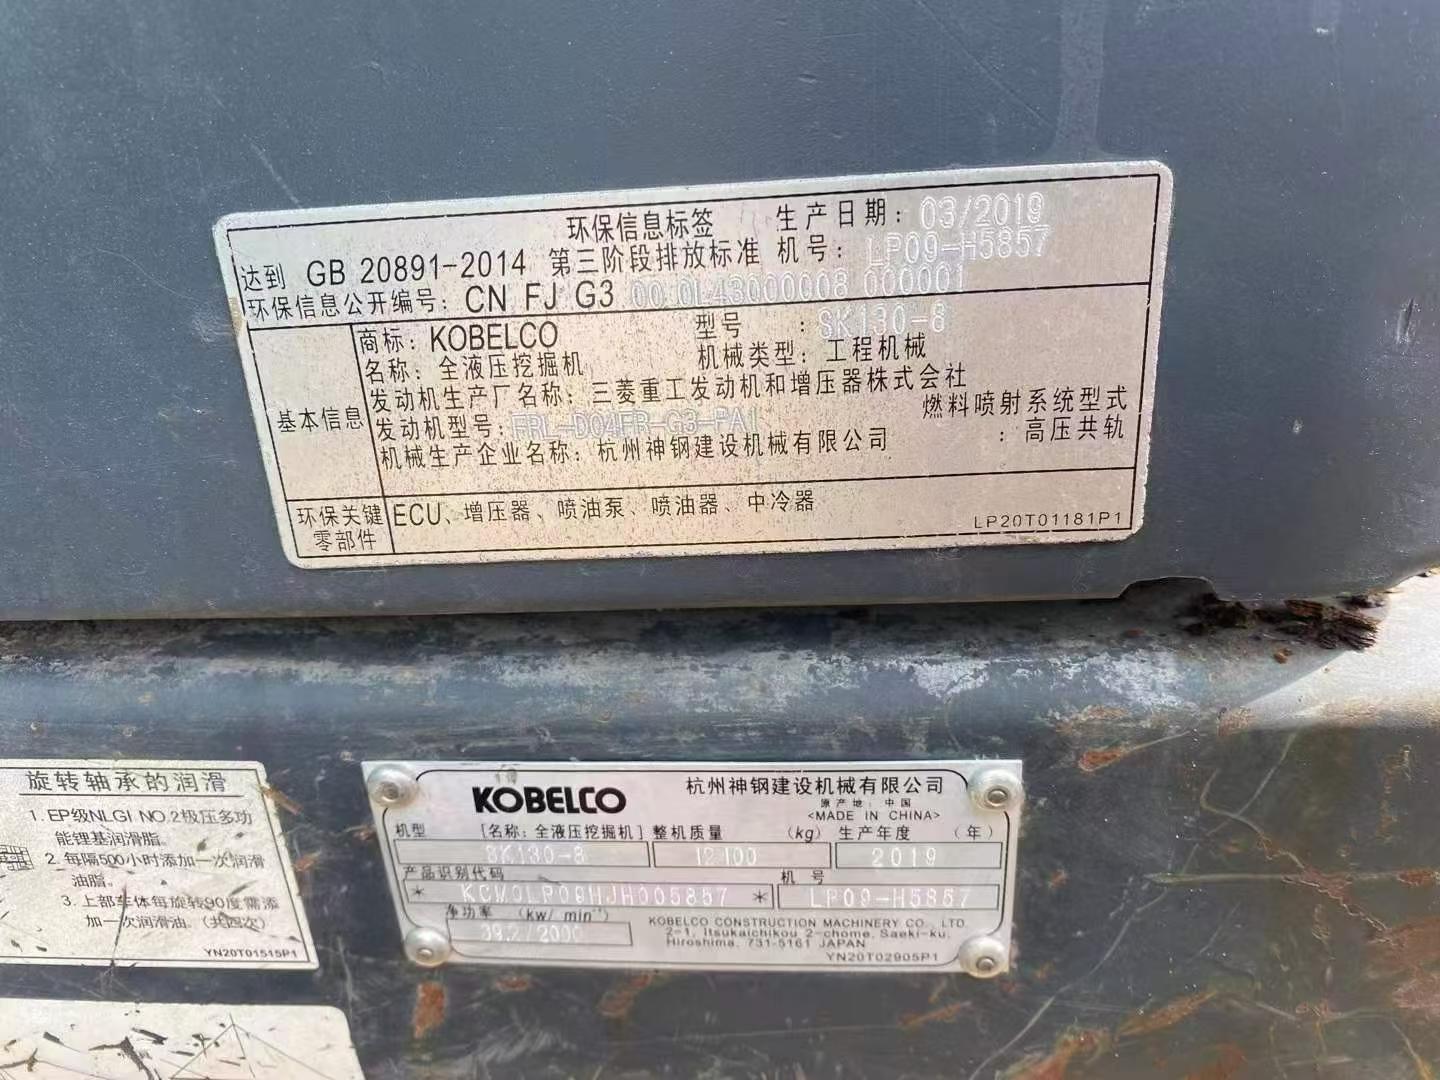 环保信息标签 生产日期：03/2019
达到 GB 20891-2014 第三阶段排放标准 机号：LP09-H5857
环保信息公开编号：CN FJ G3 00 0L43000008 000001
基本信息
商标：KOBELCO 型号：SK130-8
名称：全液压挖掘机 机械类型：工程机械
发动机生产厂名称：三菱重工发动机和增压器株式会社
发动机型号：FRL-D04FR-G3-PA1 燃料喷射系统型式：高压共轨
机械生产企业名称：杭州神钢建设机械有限公司
环保关键零部件
ECU、增压器、喷油泵、喷油器、中冷器
LP20T01181P1
旋转轴承的润滑
1. EP级NLGI NO.2极压多功
能锂基润滑脂。
2. 每隔500小时添加一次润滑
油脂。
3. 上部车体每旋转90度需添
加一次润滑油。（共四次）
YN20T01515P1
KOBELCO
杭州神钢建设机械有限公司
原产地：中国
<MADE IN CHINA>
机型 [名称：全液压挖掘机] 整机质量 (kg) 生产年度 （年）
SK130-8 12100 2019
产品识别代码 机号
* KCM0LP09HJH005857 * LP09-H5857
净功率 (kw/ min⁻¹)
39.2/2000
KOBELCO CONSTRUCTION MACHINERY CO., LTD.
2-1, Itsukaichikou 2-chome, Saeki-ku,
Hiroshima, 731-5161 JAPAN
YN20T02905P1